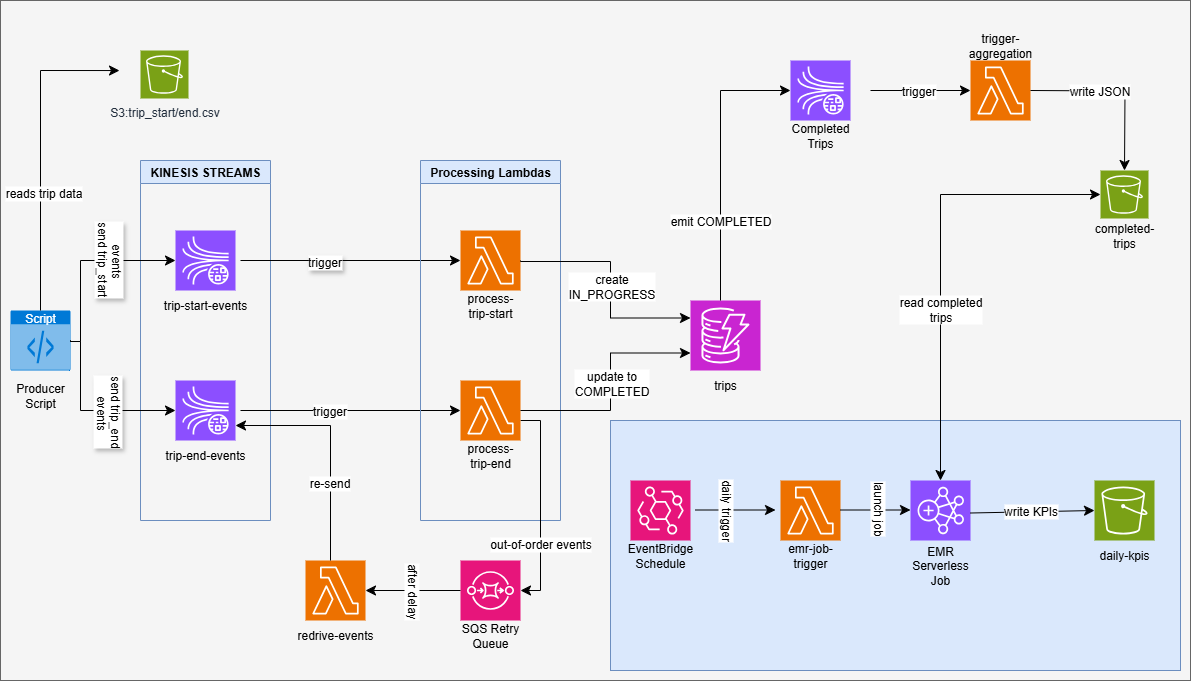 trigger-
aggregation
trigger
write JSON
Completed
Trips
S3:trip_start/end.csv
reads trip data
KINESIS STREAMS
Processing Lambdas
send trip_start
events
trip-start-events
trigger
process-
trip-start
create
IN_PROGRESS
emit COMPLETED
completed-
trips
read completed
trips
Script
Producer
Script
send trip_end
events
trip-end-events
trigger
process-
trip-end
update to
COMPLETED
trips
re-send
out-of-order events
redrive-events
after delay
SQS Retry
Queue
EventBridge
Schedule
daily trigger
emr-job-
trigger
launch job
EMR
Serverless
Job
write KPIs
daily-kpis